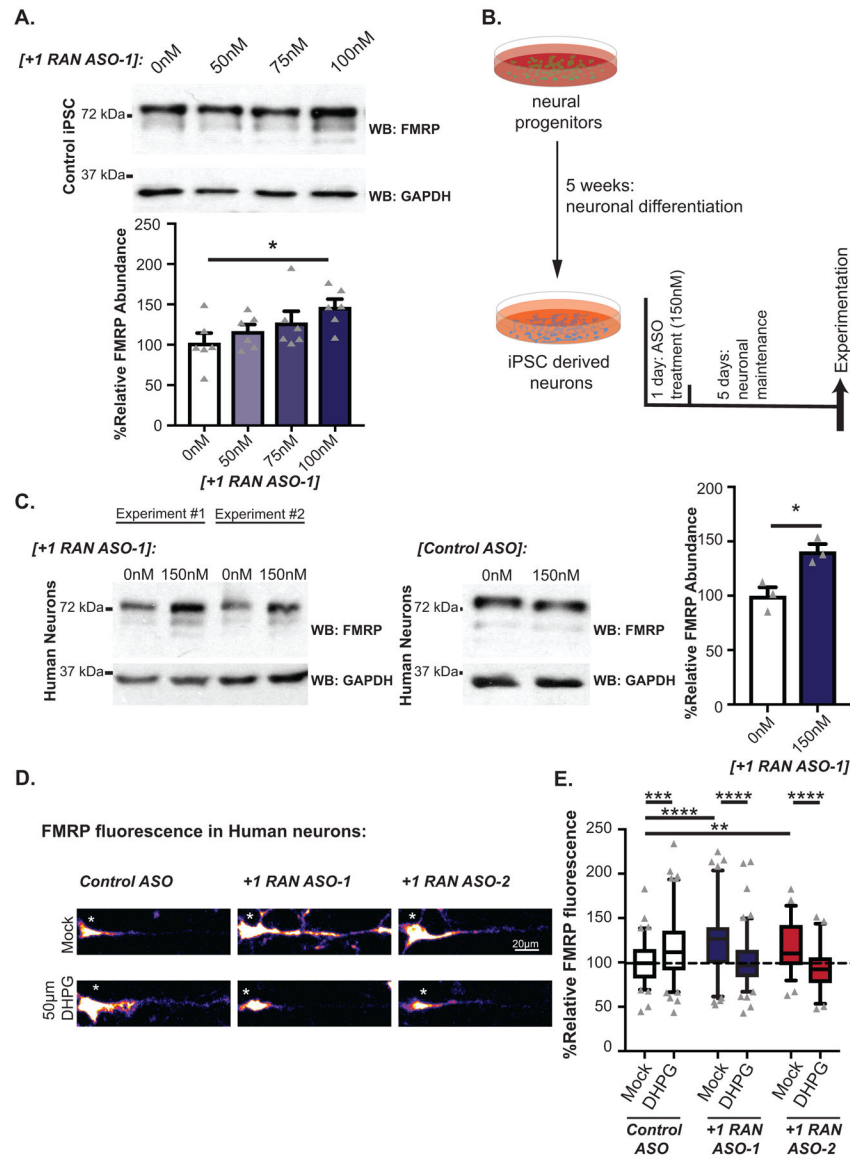 A.
[+1 RAN ASO-1]:
0nM
50nM
75nM
100nM
Control iPSC
72 kDa
WB: FMRP
37 kDa
WB: GAPDH
%Relative FMRP Abundance
250
200
150
100
50
0
*
0nM
50nM
75nM
100nM
[+1 RAN ASO-1]
B.
neural
progenitors
5 weeks:
neuronal differentiation
iPSC derived
neurons
1 day: ASO
treatment (150nM)
5 days:
neuronal
maintenance
Experimentation
C.
Experiment #1 Experiment #2
[+1 RAN ASO-1]:
0nM 150nM 0nM 150nM
Human Neurons
72 kDa
WB: FMRP
37 kDa
WB: GAPDH
[Control ASO]:
0nM 150nM
Human Neurons
72 kDa
WB: FMRP
37 kDa
WB: GAPDH
%Relative FMRP Abundance
200
150
100
50
0
*
0nM
150nM
[+1 RAN ASO-1]
D.
FMRP fluorescence in Human neurons:
Control ASO +1 RAN ASO-1 +1 RAN ASO-2
Mock
* * *
20µm
50µm
DHPG
* * *
E.
%Relative FMRP fluorescence
250
200
150
100
50
0
*** **** ****
****
**
Mock
DHPG
Mock
DHPG
Mock
DHPG
Control
ASO
+1 RAN
ASO-1
+1 RAN
ASO-2